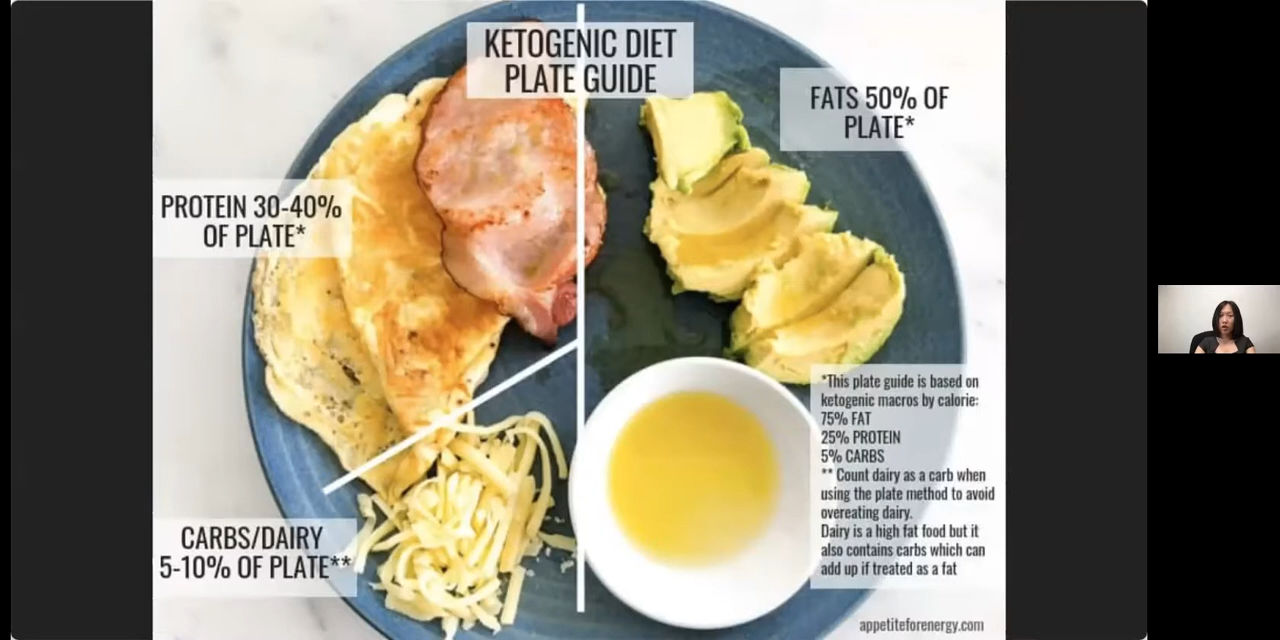 KETOGENIC DIET
PLATE GUIDE
FATS 50% OF
PLATE*
PROTEIN 30-40%
OF PLATE*
CARBS/DAIRY
5-10% OF PLATE**
*This plate guide is based on
ketogenic macros by calorie:
75% FAT
25% PROTEIN
5% CARBS
** Count dairy as a carb when
using the plate method to avoid
overeating dairy.
Dairy is a high fat food but it
also contains carbs which can
add up if treated as a fat
appetiteforenergy.com